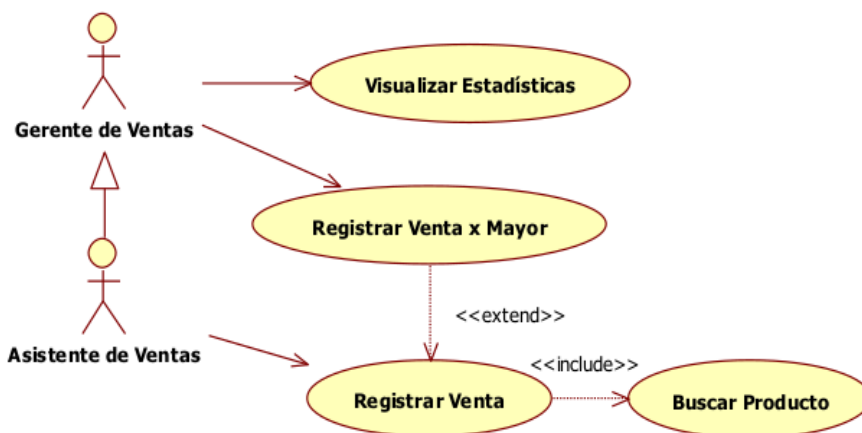 Visualizar Estadísticas
Gerente de Ventas
Registrar Venta x Mayor
<<extend>>
Asistente de Ventas
<<include>>
Registrar Venta
Buscar Producto